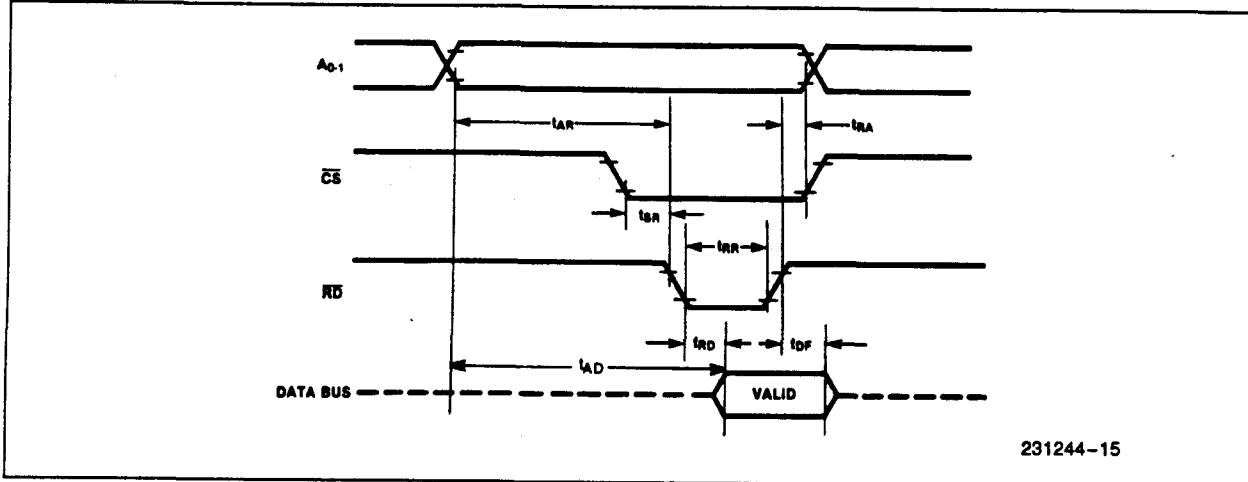 A0-1
tAR
tRA
CS
tSR
tRR
RD
tRD
tDF
tAD
DATA BUS
VALID
231244-15